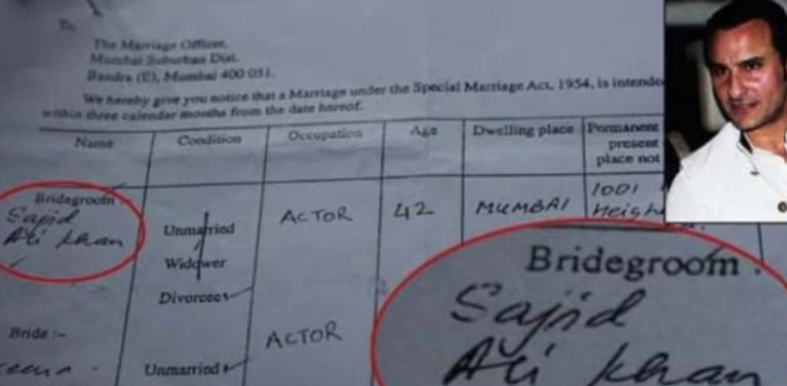 To
The Marriage Officer,
Mumbai Suburban Dist.
Bandra (E), Mumbai 400 051.
We hereby give you notice that a Marriage under the Special Marriage Act, 1954, is intende
within three calendar months from the date hereof.
Name Condition Occupation Age Dwelling place Permanent
present
place not
Bridegroom
Sajid
Ali Khan
Unmarried
Widower
Divorcee
ACTOR 42 MUMBAI 1001
Heigh
Bridegroom
Sajid
Ali Khan
Bride :-
ACTOR
Unmarried